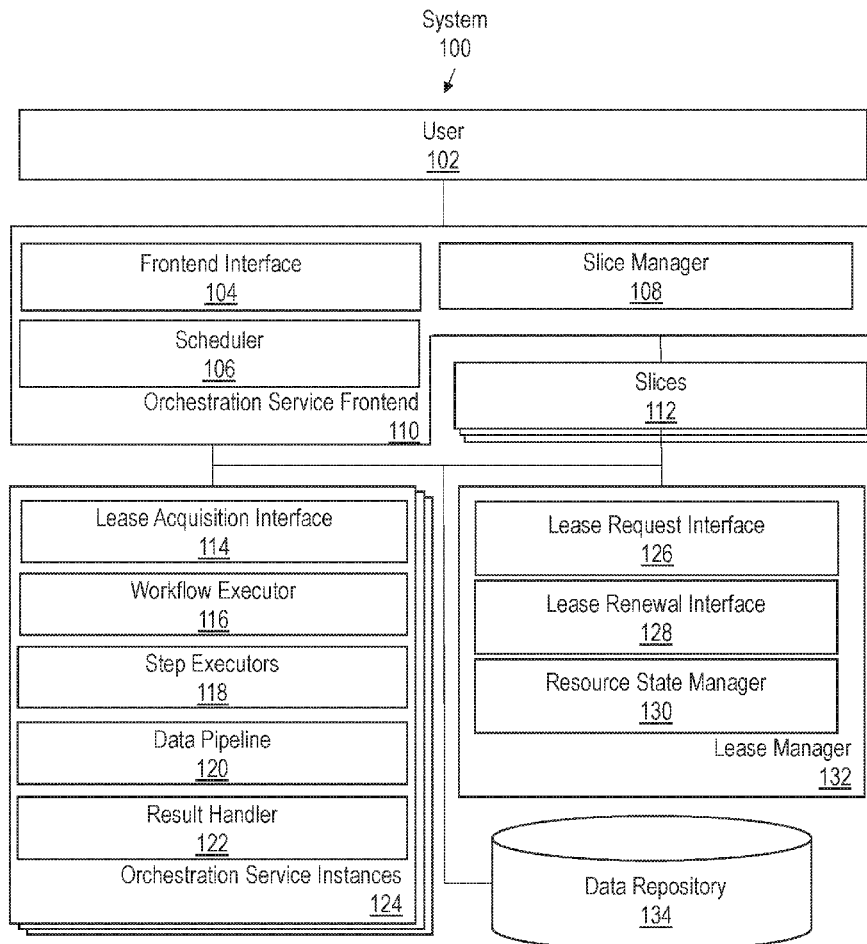 System
100
User
102
Frontend Interface
104
Slice Manager
108
Scheduler
106
Orchestration Service Frontend
110
Slices
112
Lease Acquisition Interface
114
Workflow Executor
116
Step Executors
118
Data Pipeline
120
Result Handler
122
Orchestration Service Instances
124
Lease Request Interface
126
Lease Renewal Interface
128
Resource State Manager
130
Lease Manager
132
Data Repository
134